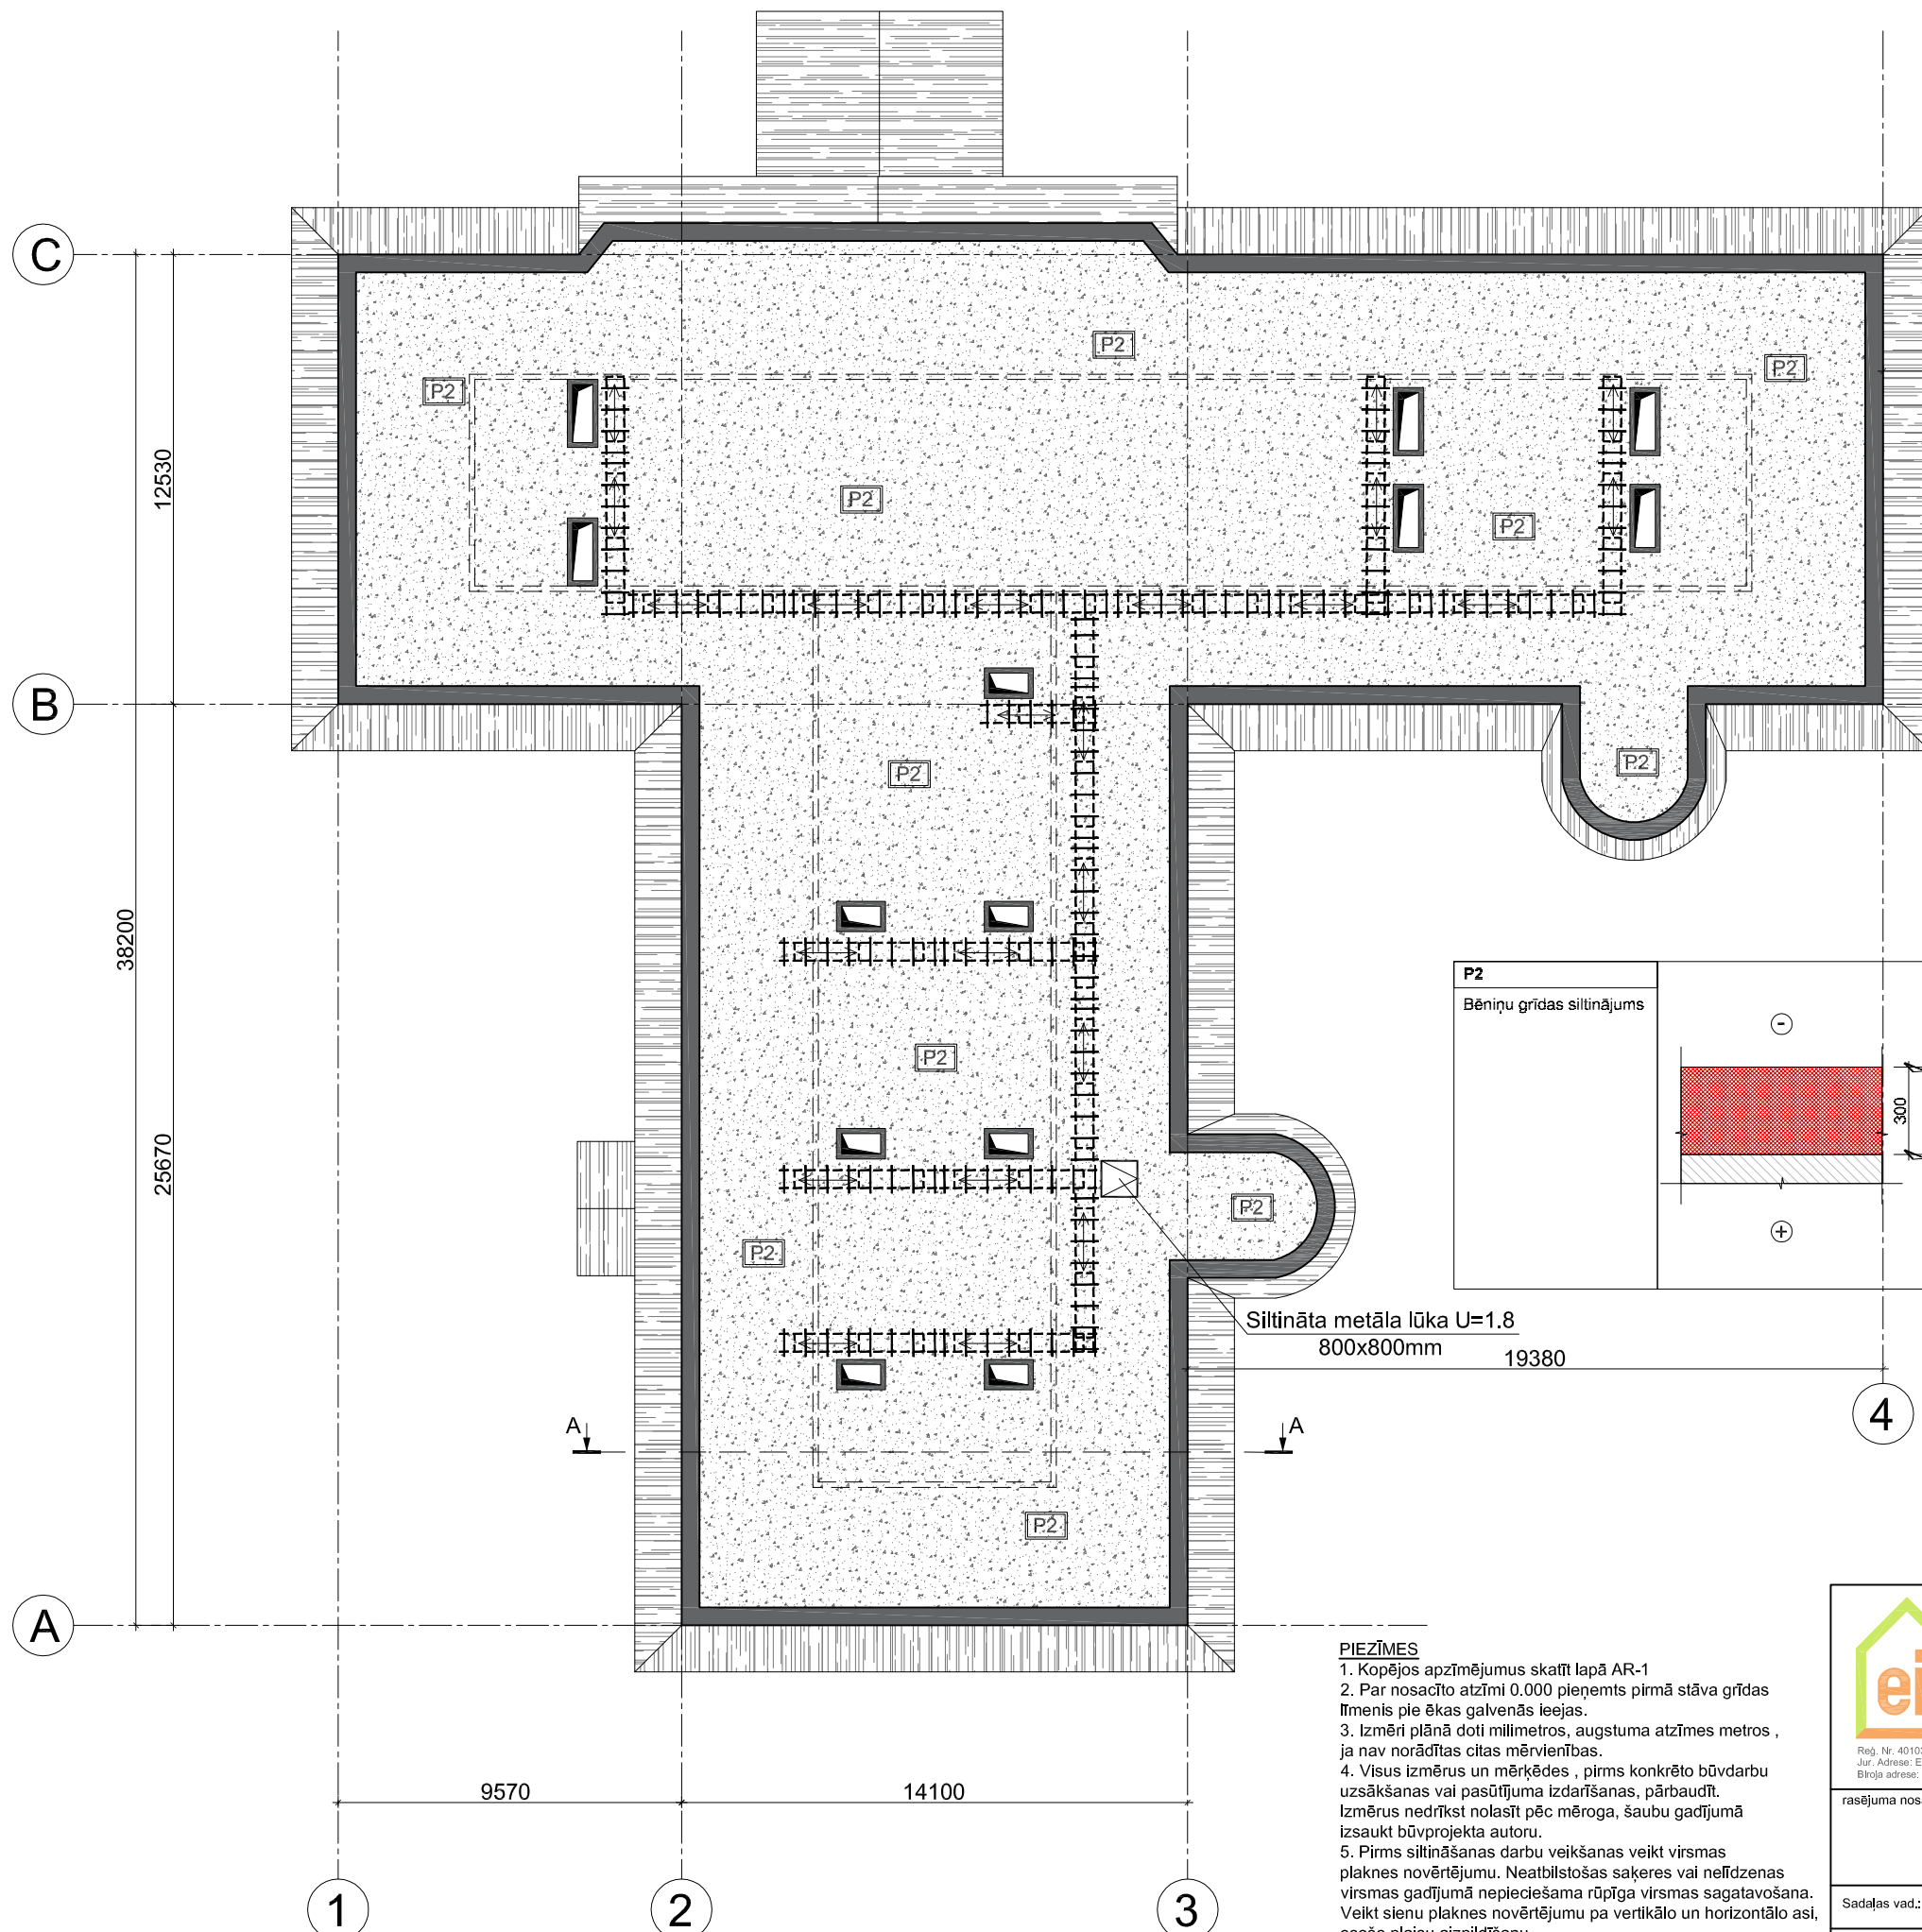 C
P2
P2
P2
12530
P2
P2
B
P2
P2
38200
P2
Bēniņu grīdas siltinājums
-
300
P2
25670
P2
P2
+
Siltināta metāla lūka U=1.8
800x800mm
19380
4
A
A
P2
A
PIEZĪMES
1. Kopējos apzīmējumus skatīt lapā AR-1
2. Par nosacīto atzīmi 0.000 pieņemts pirmā stāva grīdas
līmenis pie ēkas galvenās ieejas.
3. Izmēri plānā doti milimetros, augstuma atzīmes metros ,
ja nav norādītas citas mērvienības.
4. Visus izmērus un mērķēdes , pirms konkrēto būvdarbu
uzsākšanas vai pasūtījuma izdarīšanas, pārbaudīt.
Izmērus nedrīkst nolasīt pēc mēroga, šaubu gadījumā
izsaukt būvprojekta autoru.
5. Pirms siltināšanas darbu veikšanas veikt virsmas
plaknes novērtējumu. Neatbilstošas saķeres vai nelīdzenas
virsmas gadījumā nepieciešama rūpīga virsmas sagatavošana.
Veikt sienu plaknes novērtējumu pa vertikālo un horizontālo asi,
9570
14100
1
2
3
ei
Reģ. Nr. 40103
Jur. Adrese: E
Biroja adrese:
rasējuma nos
Sadaļas vad.: